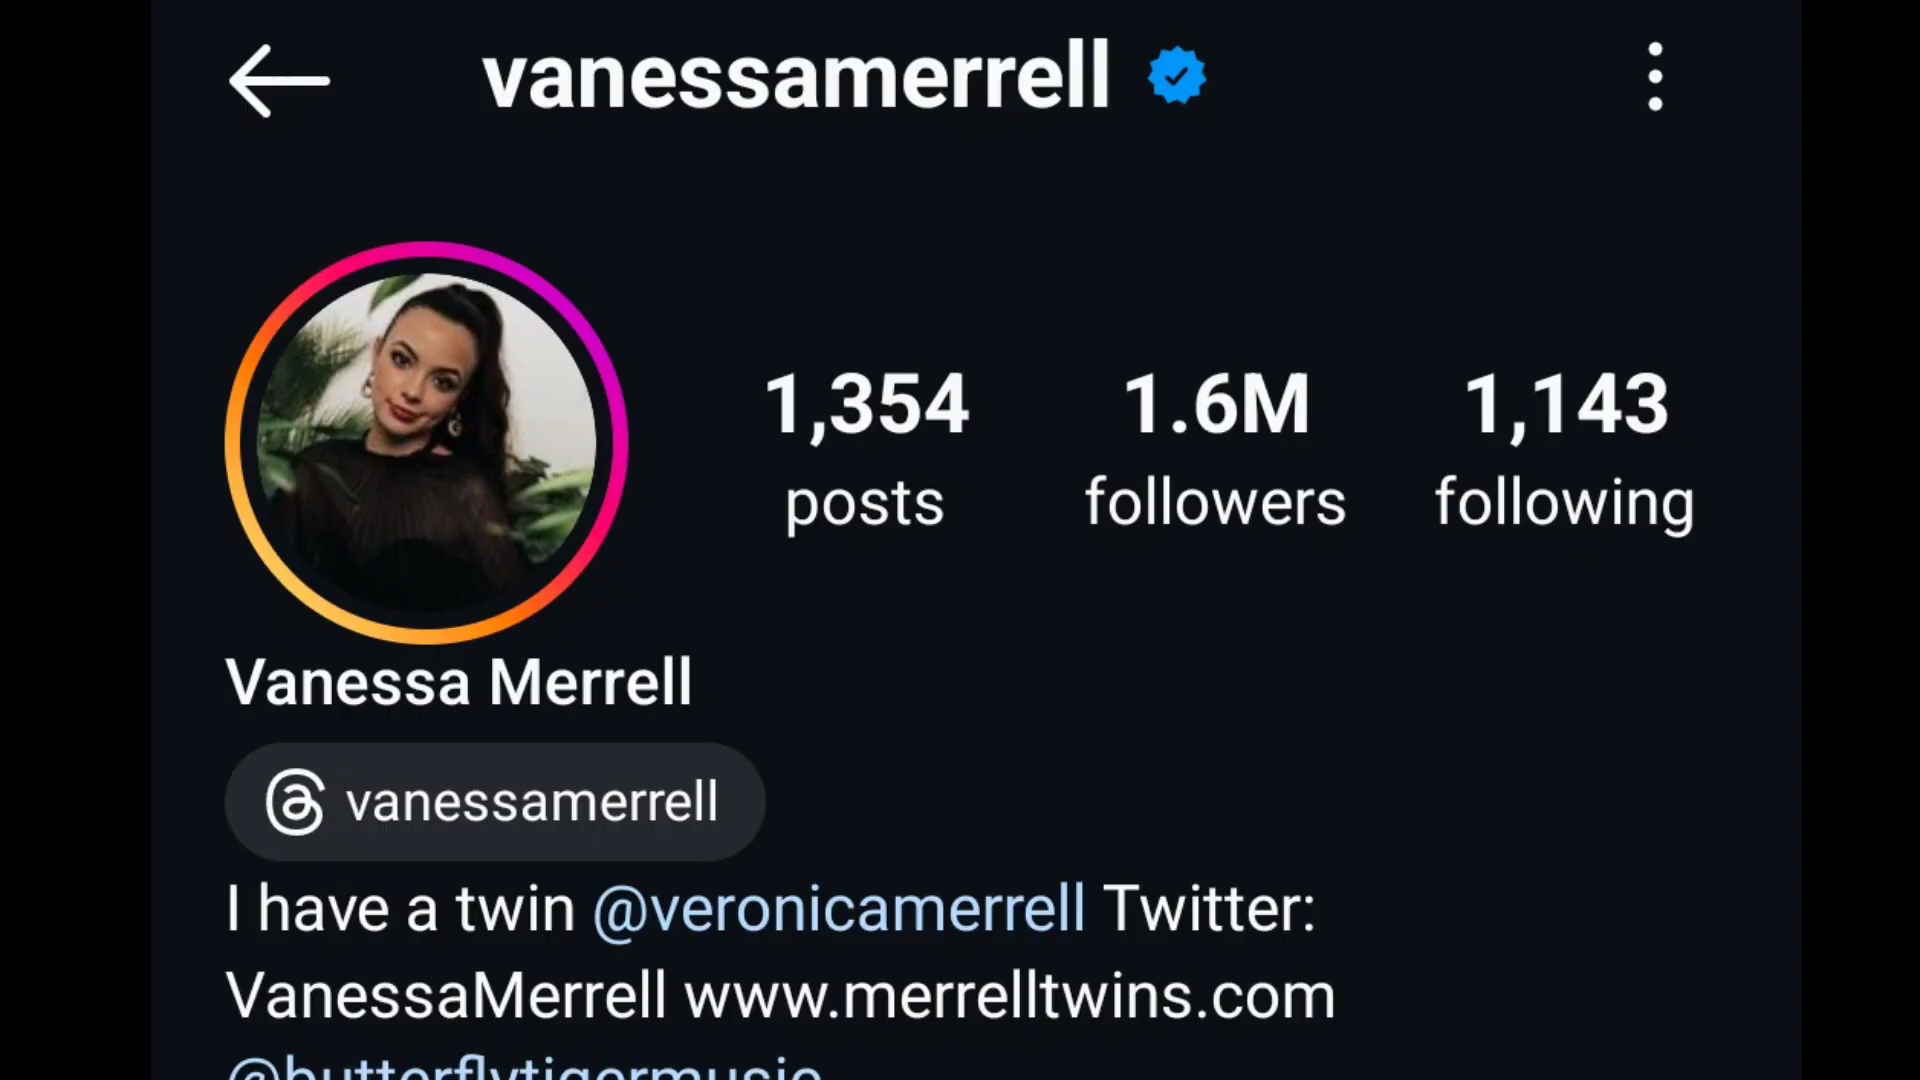 vanessamerrell
1,354 1.6M 1,143
posts followers following
Vanessa Merrell
vanessamerrell
I have a twin @veronicamerrell Twitter:
VanessaMerrell www.merrelltwins.com
@butterflytigermusic